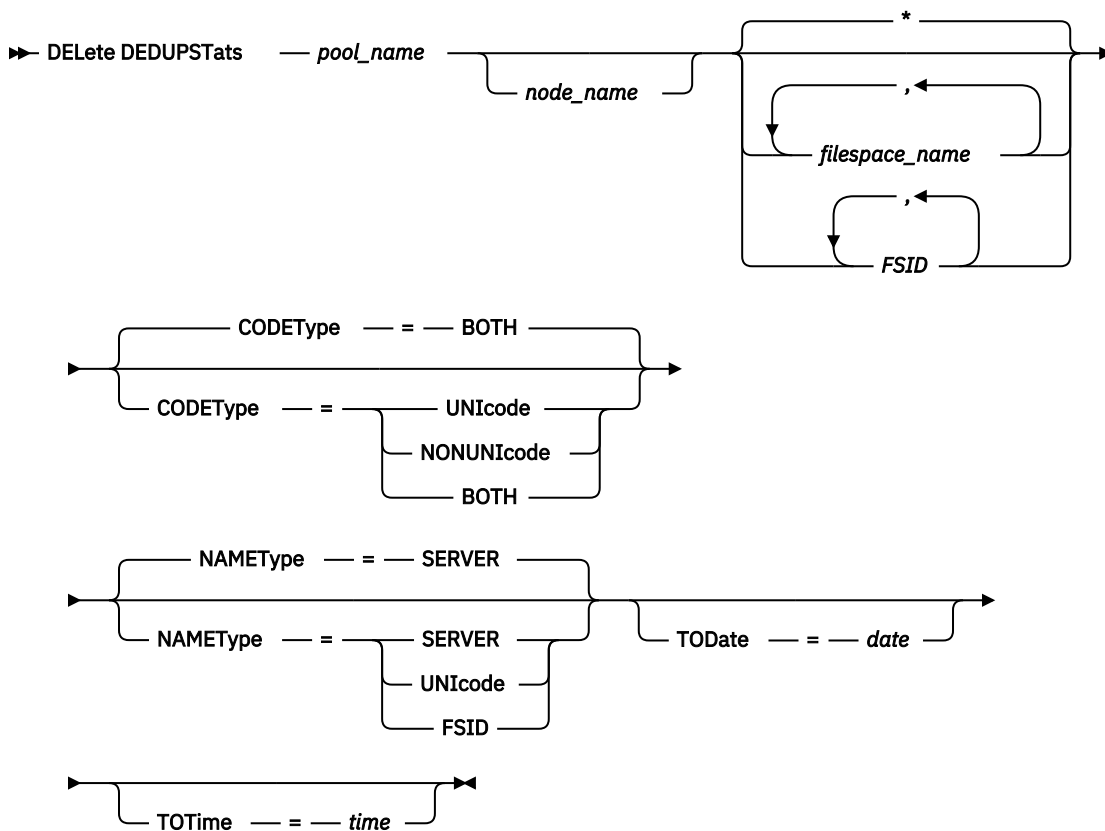 *
DELete DEDUPSTats pool_name
node_name
,
filespace_name
,
FSID
CODEType = BOTH
CODEType = UNIcode
NONUNIcode
BOTH
NAMEType = SERVER
NAMEType = SERVER
TODate = date
UNIcode
FSID
TOTime = time